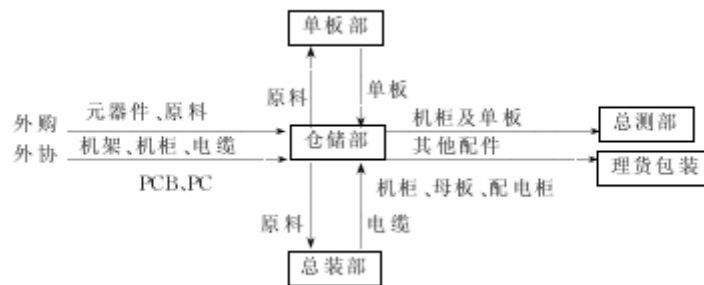 单板部
原料
单板
外购
元器件、原料
机柜及单板
总测部
外协
机架、机柜、电缆
仓储部
其他配件
理货包装
PCB、PC
机柜、母板、配电柜
原料
电缆
总装部